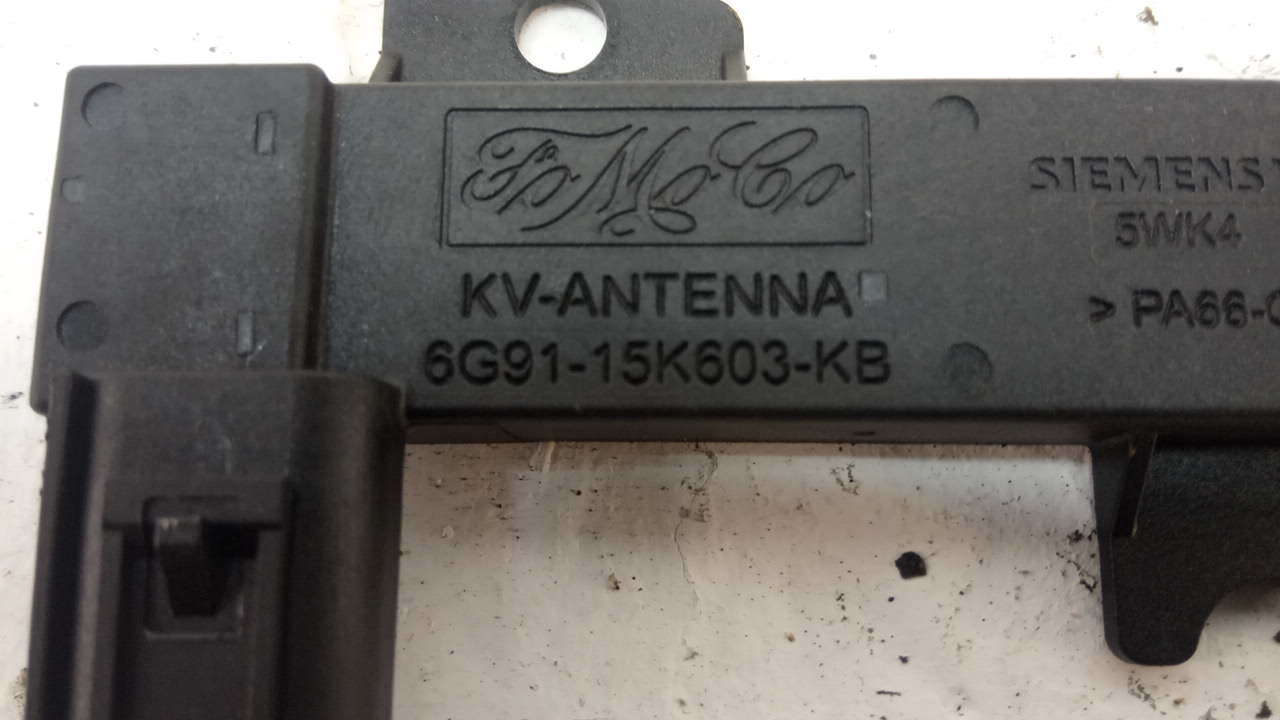 FoMoCo
KV-ANTENNA
6G91-15K603-KB
SIEMENS
5WK4
> PA66-